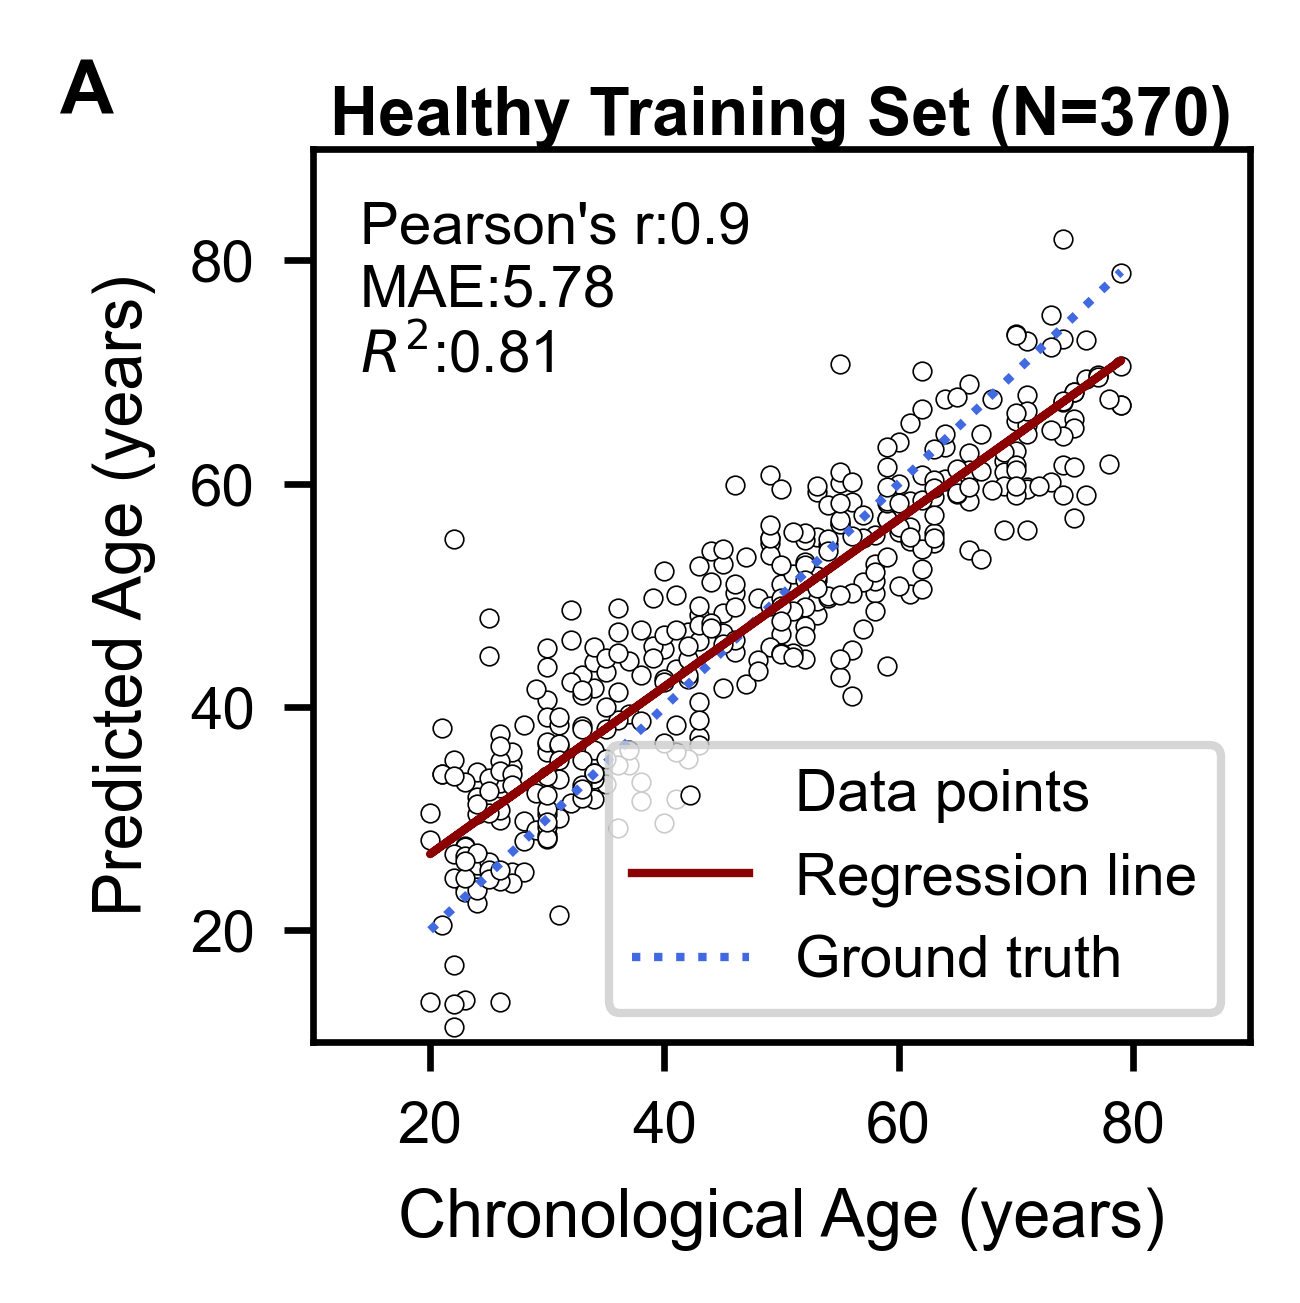 A
Healthy Training Set (N=370)
Pearson's r:0.9
MAE:5.78
R²:0.81
80
60
40
20
Predicted Age (years)
Data points
Regression line
Ground truth
20 40 60 80
Chronological Age (years)